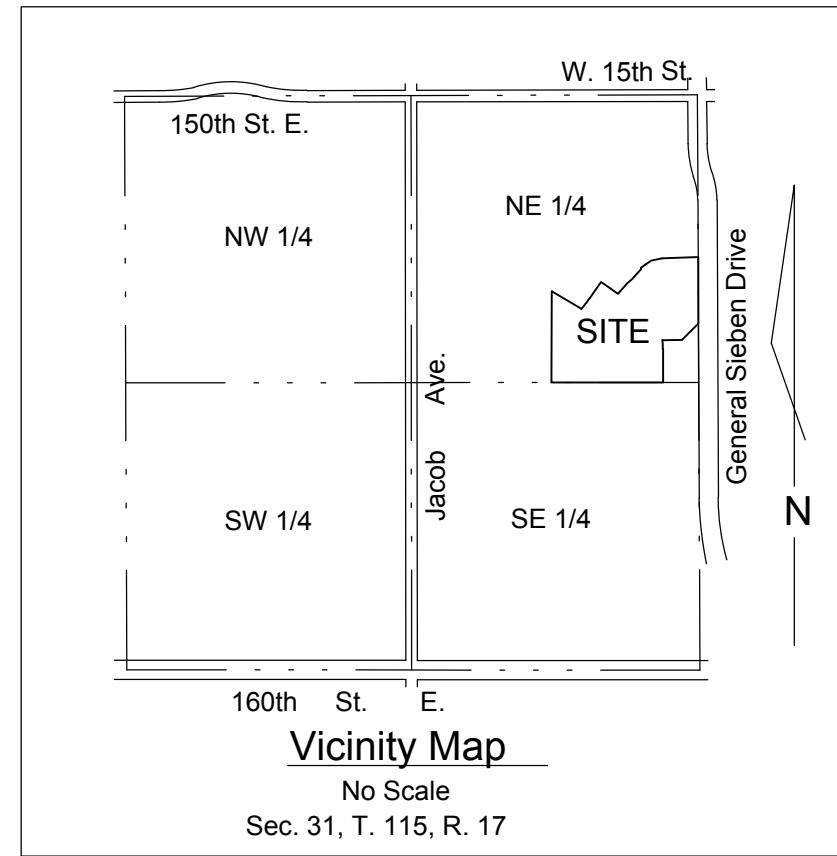 W. 15th St.
150th St. E.
NW 1/4
NE 1/4
SITE
General Sieben Drive
Jacob Ave.
SW 1/4
SE 1/4
N
160th St. E.
Vicinity Map
No Scale
Sec. 31, T. 115, R. 17